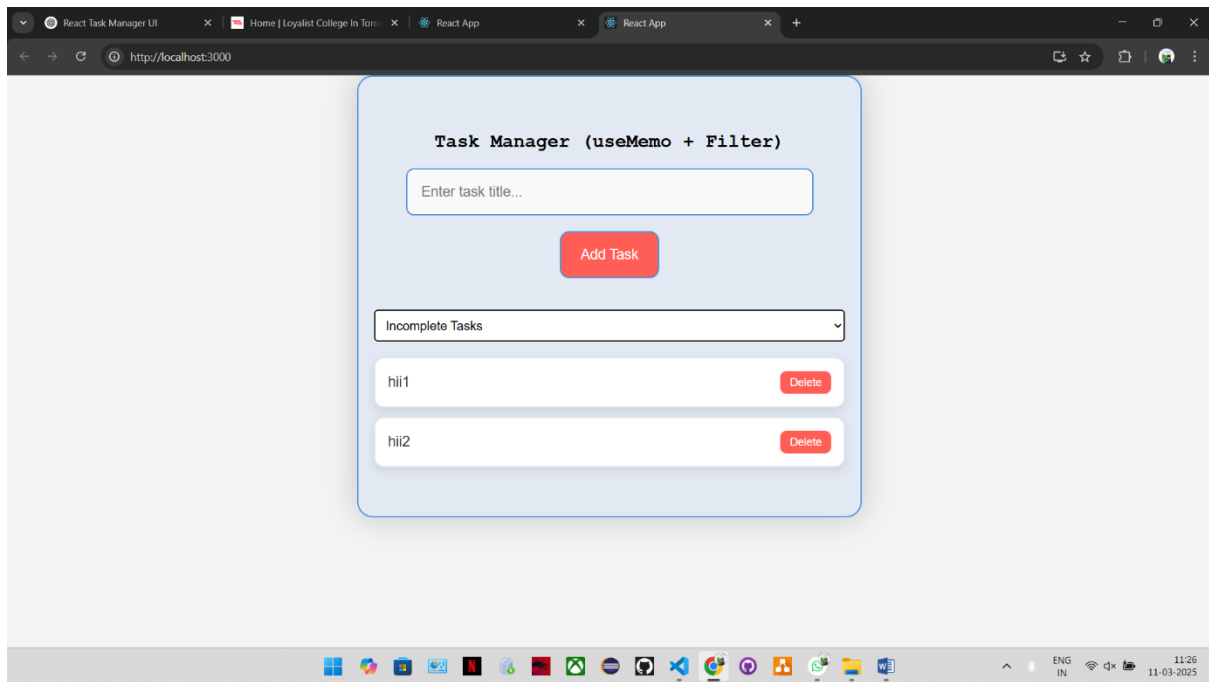 React Task Manager UI
Home | Loyalist College In Toro
React App
React App
http://localhost:3000
Task Manager (useMemo + Filter)
Enter task title...
Add Task
Incomplete Tasks
hii1
Delete
hii2
Delete
ENG
IN
11:26
11-03-2025